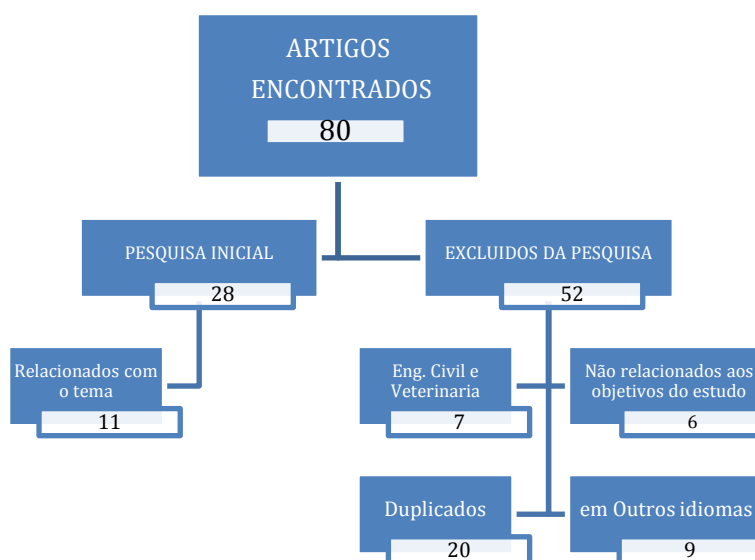 ARTIGOS
ENCONTRADOS
80
PESQUISA INICIAL
28
EXCLUIDOS DA PESQUISA
52
Relacionados com
o tema
11
Eng. Civil e
Veterinaria
7
Não relacionados aos
objetivos do estudo
6
Duplicados
20
em Outros idiomas
9